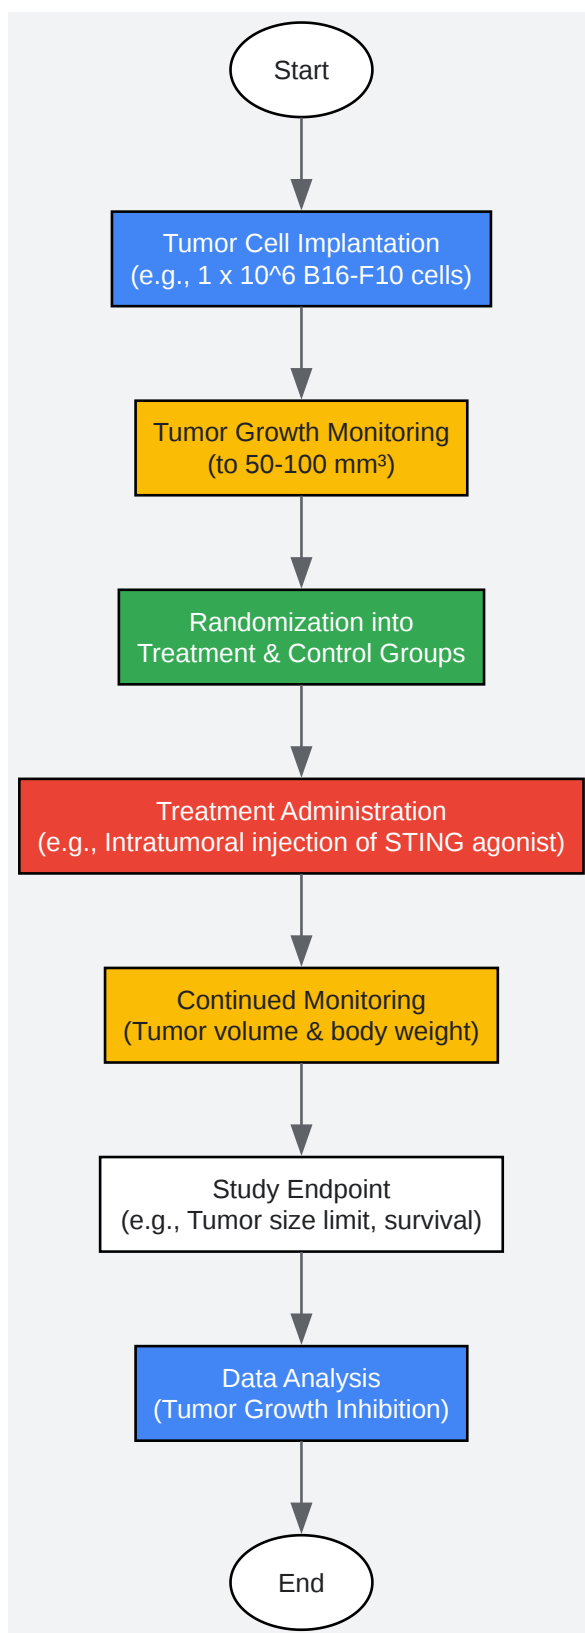 Start
Tumor Cell Implantation
(e.g., 1 x 10^6 B16-F10 cells)
Tumor Growth Monitoring
(to 50-100 mm³)
Randomization into
Treatment & Control Groups
Treatment Administration
(e.g., Intratumoral injection of STING agonist)
Continued Monitoring
(Tumor volume & body weight)
Study Endpoint
(e.g., Tumor size limit, survival)
Data Analysis
(Tumor Growth Inhibition)
End